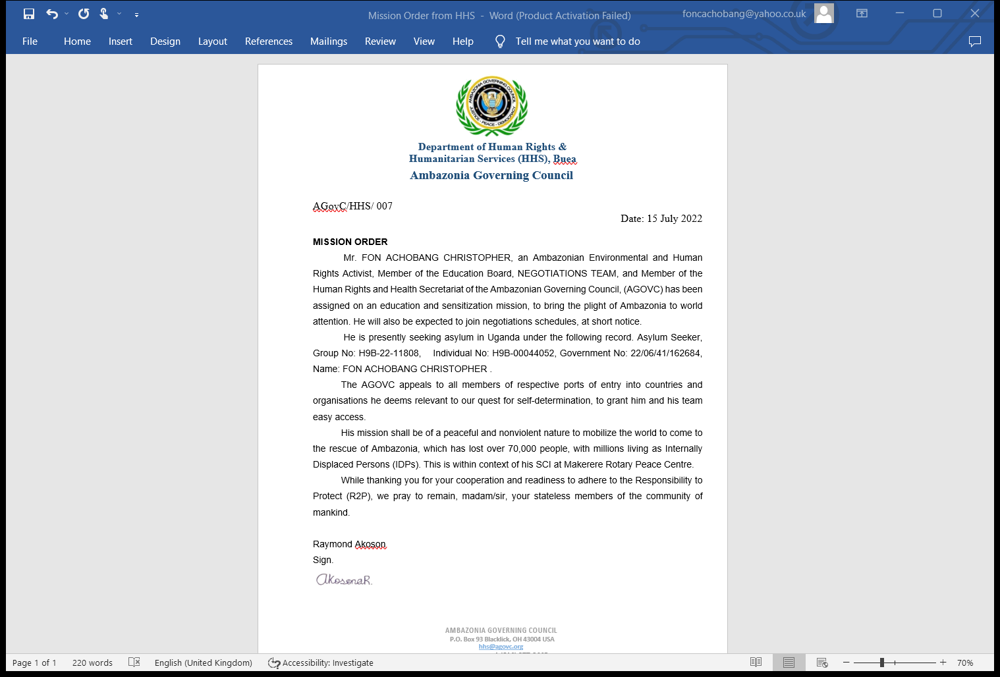 Mission Order from HHS - Word (Product Activation Failed)
foncachobang@yahoo.co.uk
File Home Insert Design Layout References Mailings Review View Help Tell me what you want to do
AMBAZONIA GOVERNING COUNCIL
JUSTICE - PEACE - DEMOCRACY
Department of Human Rights &
Humanitarian Services (HHS), Buea
Ambazonia Governing Council
AGovC/HHS/ 007
Date: 15 July 2022
MISSION ORDER
Mr. FON ACHOBANG CHRISTOPHER, an Ambazonian Environmental and Human
Rights Activist, Member of the Education Board, NEGOTIATIONS TEAM, and Member of the
Human Rights and Health Secretariat of the Ambazonian Governing Council, (AGOVC) has been
assigned on an education and sensitization mission, to bring the plight of Ambazonia to world
attention. He will also be expected to join negotiations schedules, at short notice.
He is presently seeking asylum in Uganda under the following record. Asylum Seeker,
Group No: H9B-22-11808, Individual No: H9B-00044052, Government No: 22/06/41/162684,
Name: FON ACHOBANG CHRISTOPHER .
The AGOVC appeals to all members of respective ports of entry into countries and
organisations he deems relevant to our quest for self-determination, to grant him and his team
easy access.
His mission shall be of a peaceful and nonviolent nature to mobilize the world to come to
the rescue of Ambazonia, which has lost over 70,000 people, with millions living as Internally
Displaced Persons (IDPs). This is within context of his SCI at Makerere Rotary Peace Centre.
While thanking you for your cooperation and readiness to adhere to the Responsibility to
Protect (R2P), we pray to remain, madam/sir, your stateless members of the community of
mankind.
Raymond Akoson
Sign.
AkosonaR.
AMBAZONIA GOVERNING COUNCIL
P.O. Box 93 Blacklick, OH 43004 USA
hhs@agovc.org
Page 1 of 1 220 words English (United Kingdom) Accessibility: Investigate 70%